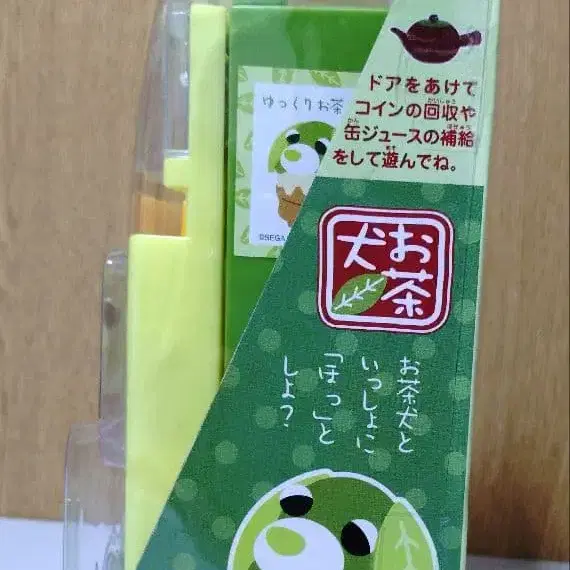 ドアをあけて
コインの回収や
缶ジュースの補給
をして遊んでね。
ゆっくりお茶
©SEGA
お茶
犬
お茶犬と
いっしょに
「ほっ」と
しよ？